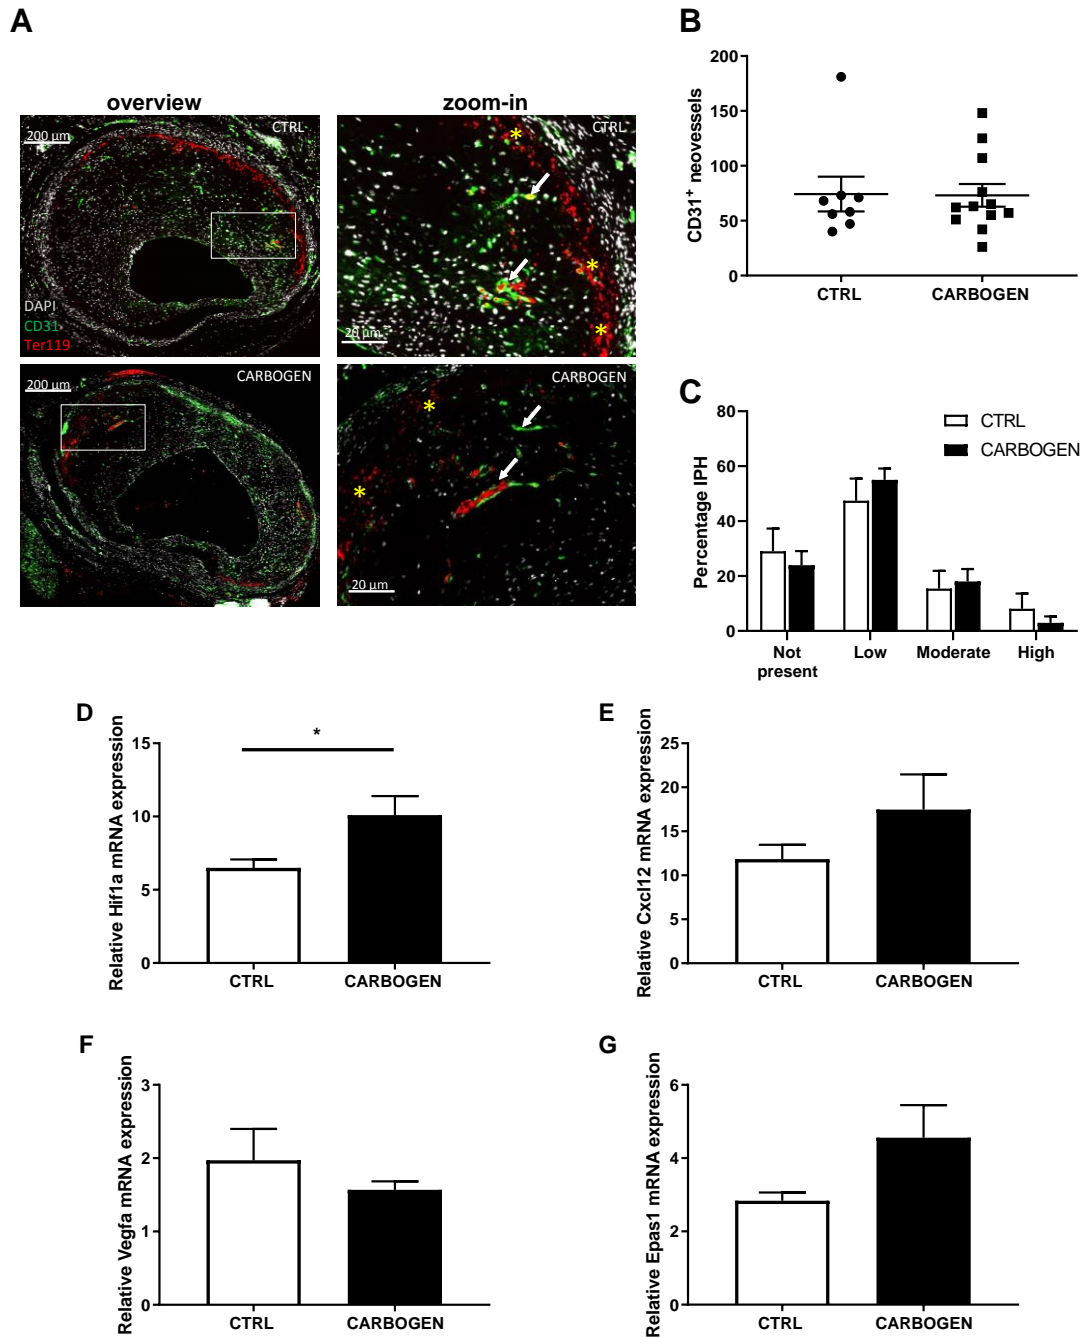 A
overview
zoom-in
200 µm
CTRL
DAPI
CD31
Ter119
CTRL
*
*
*
20 µm
200 µm
CARBOGEN
CARBOGEN
*
*
20 µm
B
CD31+ neovessels
200
150
100
50
0
CTRL
CARBOGEN
C
Percentage IPH
80
60
40
20
0
CTRL
CARBOGEN
Not present
Low
Moderate
High
D
Relative Hif1a mRNA expression
15
10
5
0
*
CTRL
CARBOGEN
E
Relative Cxcl12 mRNA expression
25
20
15
10
5
0
CTRL
CARBOGEN
F
Relative Vegfa mRNA expression
3
2
1
0
CTRL
CARBOGEN
G
Relative Epas1 mRNA expression
6
4
2
0
CTRL
CARBOGEN